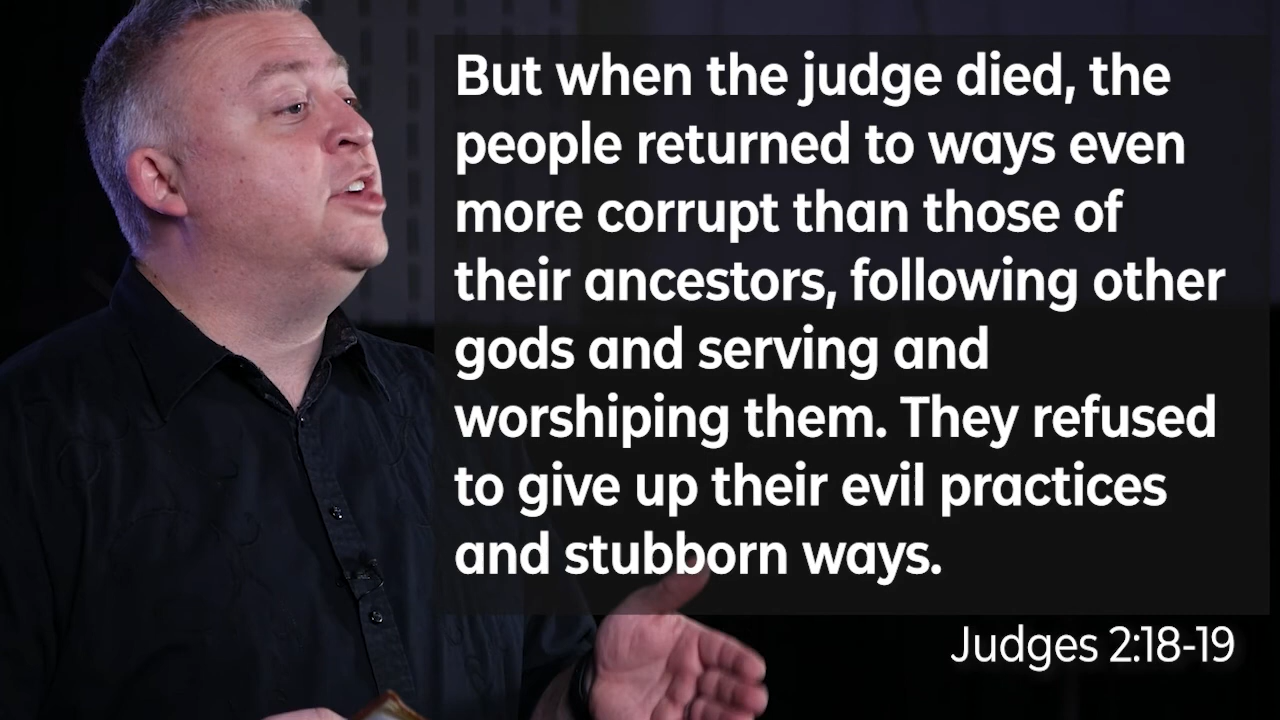 But when the judge died, the
people returned to ways even
more corrupt than those of
their ancestors, following other
gods and serving and
worshiping them. They refused
to give up their evil practices
and stubborn ways.
Judges 2:18-19